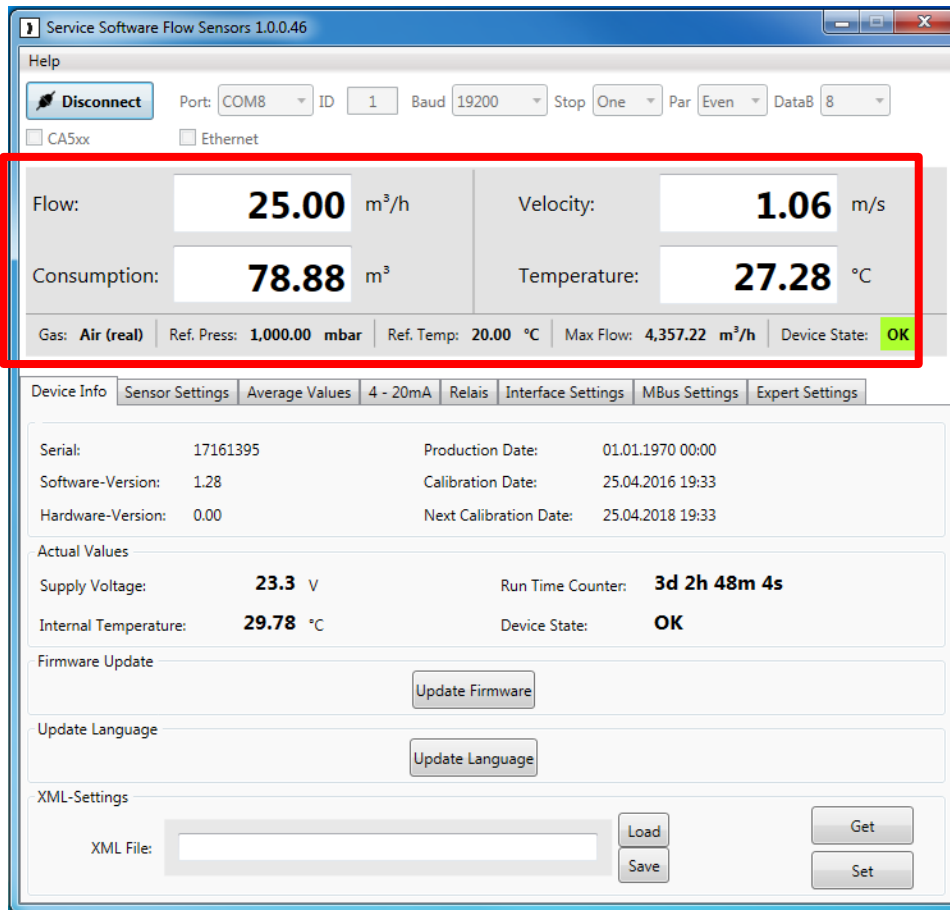 Service Software Flow Sensors 1.0.0.46
Help
Disconnect Port: COM8 ID 1 Baud 19200 Stop One Par Even DataB 8
CA5xx Ethernet
Flow: 25.00 m³/h Velocity: 1.06 m/s
Consumption: 78.88 m³ Temperature: 27.28 °C
Gas: Air (real) Ref. Press: 1,000.00 mbar Ref. Temp: 20.00 °C Max Flow: 4,357.22 m³/h Device State: OK
Device Info Sensor Settings Average Values 4 - 20mA Relais Interface Settings MBus Settings Expert Settings
Serial: 17161395 Production Date: 01.01.1970 00:00
Software-Version: 1.28 Calibration Date: 25.04.2016 19:33
Hardware-Version: 0.00 Next Calibration Date: 25.04.2018 19:33
Actual Values
Supply Voltage: 23.3 V Run Time Counter: 3d 2h 48m 4s
Internal Temperature: 29.78 °C Device State: OK
Firmware Update
Update Firmware
Update Language
Update Language
XML-Settings
XML File: Load Get
Save Set